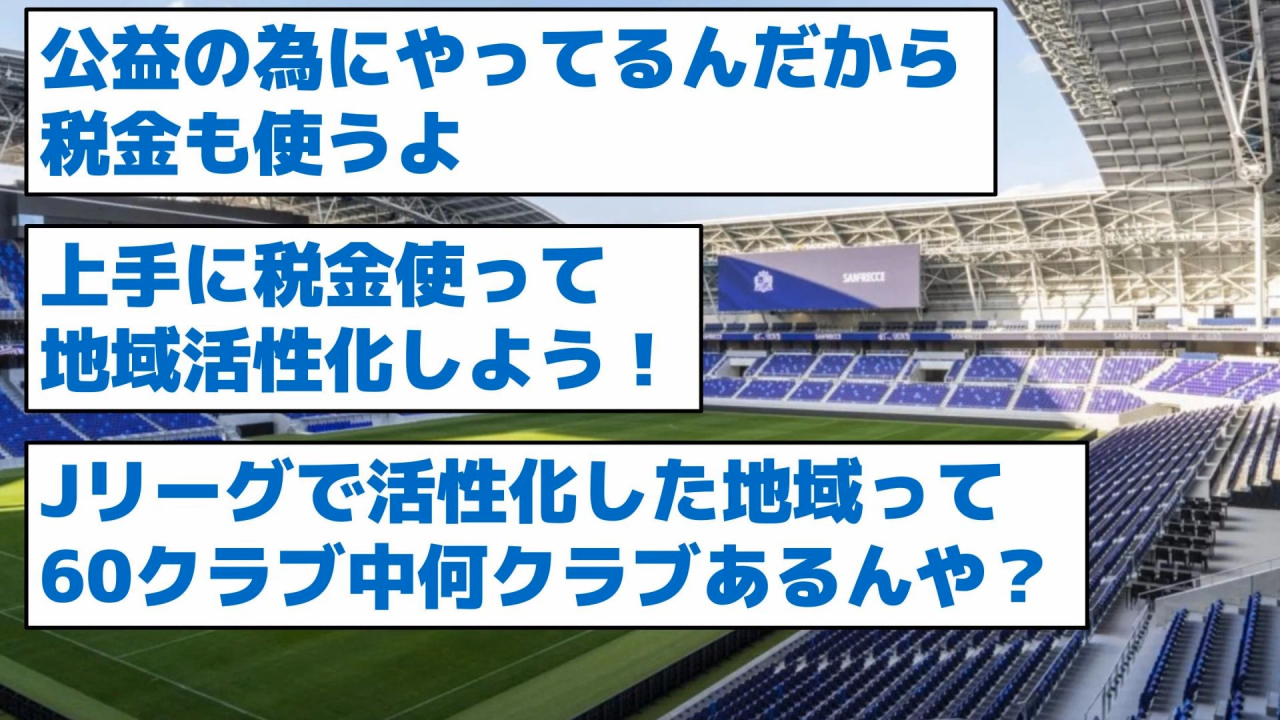 公益の為にやってるんだから
税金も使うよ
上手に税金使って
地域活性化しよう！
SANFRECCE
Jリーグで活性化した地域って
60クラブ中何クラブあるんや？